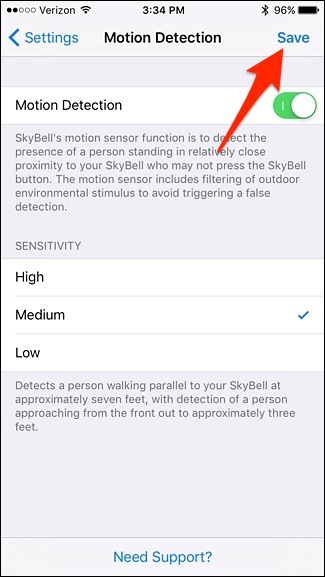 Verizon 3:34 PM 96%
Settings Motion Detection Save
Motion Detection
SkyBell's motion sensor function is to detect the
presence of a person standing in relatively close
proximity to your SkyBell who may not press the SkyBell
button. The motion sensor includes filtering of outdoor
environmental stimulus to avoid triggering a false
detection.
SENSITIVITY
High
Medium
Low
Detects a person walking parallel to your SkyBell at
approximately seven feet, with detection of a person
approaching from the front out to approximately three
feet.
Need Support?